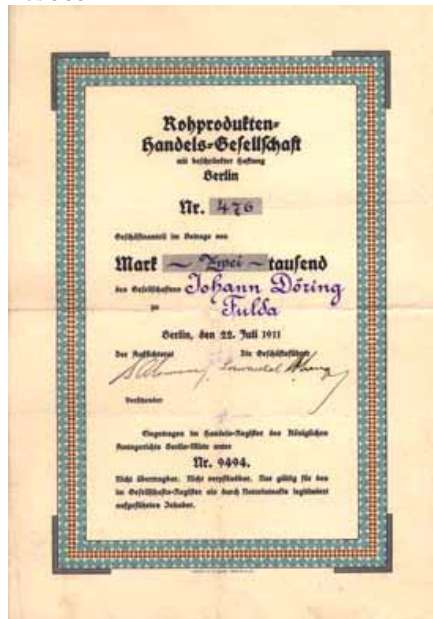 Rohprodukten-
Handels-Gesellschaft
mit beschränkter Haftung
Berlin
Nr. 476
Geschäftsanteil im Betrage von
Mark — Zwei — tausend
des Gesellschafters Johann Döring
zu Fulda
Berlin, den 22. Juli 1911
Der Aufsichtsrat Die Geschäftsführer
Vorsitzender
Eingetragen im Handels-Register des Königlichen
Amtsgerichts Berlin-Mitte unter
Nr. 9494.
Nicht übertragbar. Nicht verpfändbar. Nur gültig für den
im Gesellschafts-Register als durch Notariatsakte legitimiert
aufgeführten Inhaber.